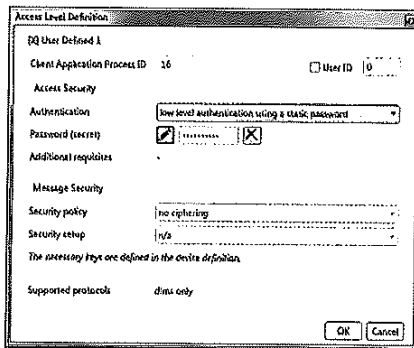 Access Level Definition
User Defined 1
Client Application Process ID 16 User ID 0
Access Security
Authentication low level authentication using a static password
Password (secret) ••••••••••
Additional requisites -
Message Security
Security policy no ciphering
Security setup n/a
The necessary keys are defined in the device definition.
Supported protocols dlms only
OK Cancel